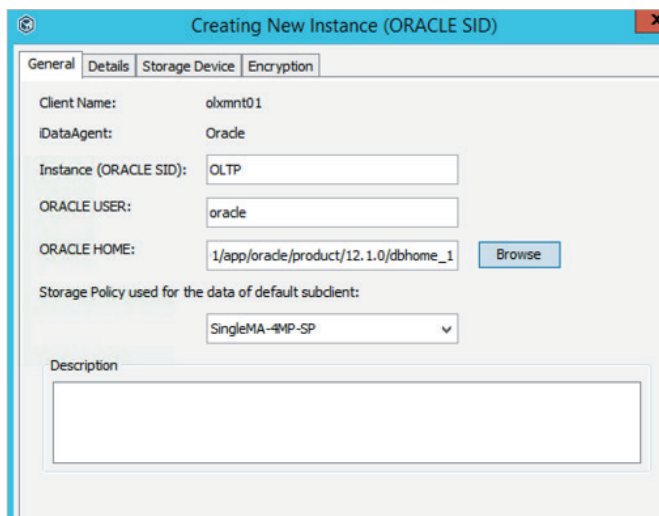 Creating New Instance (ORACLE SID)
General Details Storage Device Encryption
Client Name: olxmnt01
iDataAgent: Oracle
Instance (ORACLE SID): OLTP
ORACLE USER: oracle
ORACLE HOME: 1/app/oracle/product/12.1.0/dbhome_1 Browse
Storage Policy used for the data of default subclient:
SingleMA-4MP-SP
Description